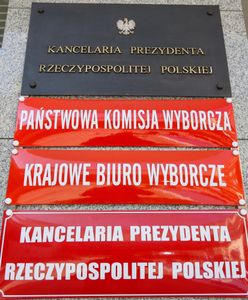 KANCELARIA PREZYDENTA
RZECZYPOSPOLITEJ POLSKIEJ
PAŃSTWOWA KOMISJA WYBORCZA
KRAJOWE BIURO WYBORCZE
KANCELARIA PREZYDENTA
RZECZYPOSPOLITEJ POLSKIEJ